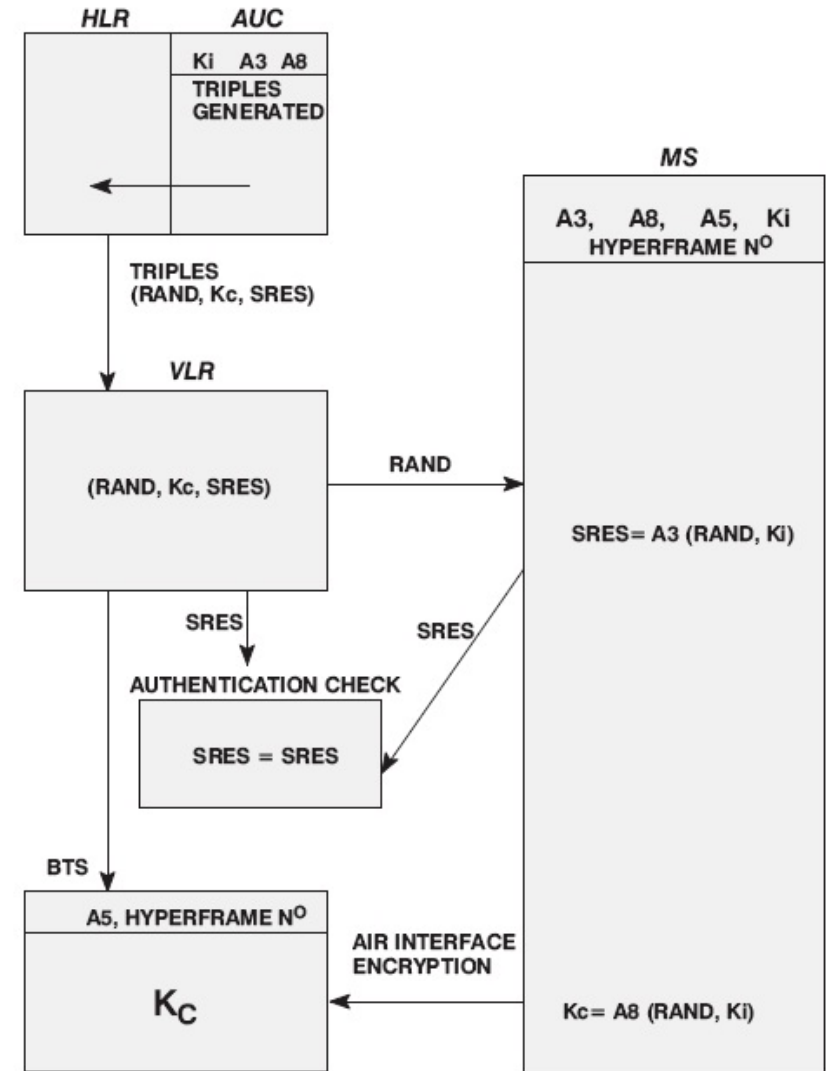 HLR AUC
Ki A3 A8
TRIPLES
GENERATED
MS
A3, A8, A5, Ki
HYPERFRAME Nº
TRIPLES
(RAND, Kc, SRES)
VLR
(RAND, Kc, SRES)
RAND
SRES= A3 (RAND, Ki)
SRES
SRES
AUTHENTICATION CHECK
SRES = SRES
BTS
A5, HYPERFRAME Nº
AIR INTERFACE
ENCRYPTION
KC
Kc= A8 (RAND, Ki)